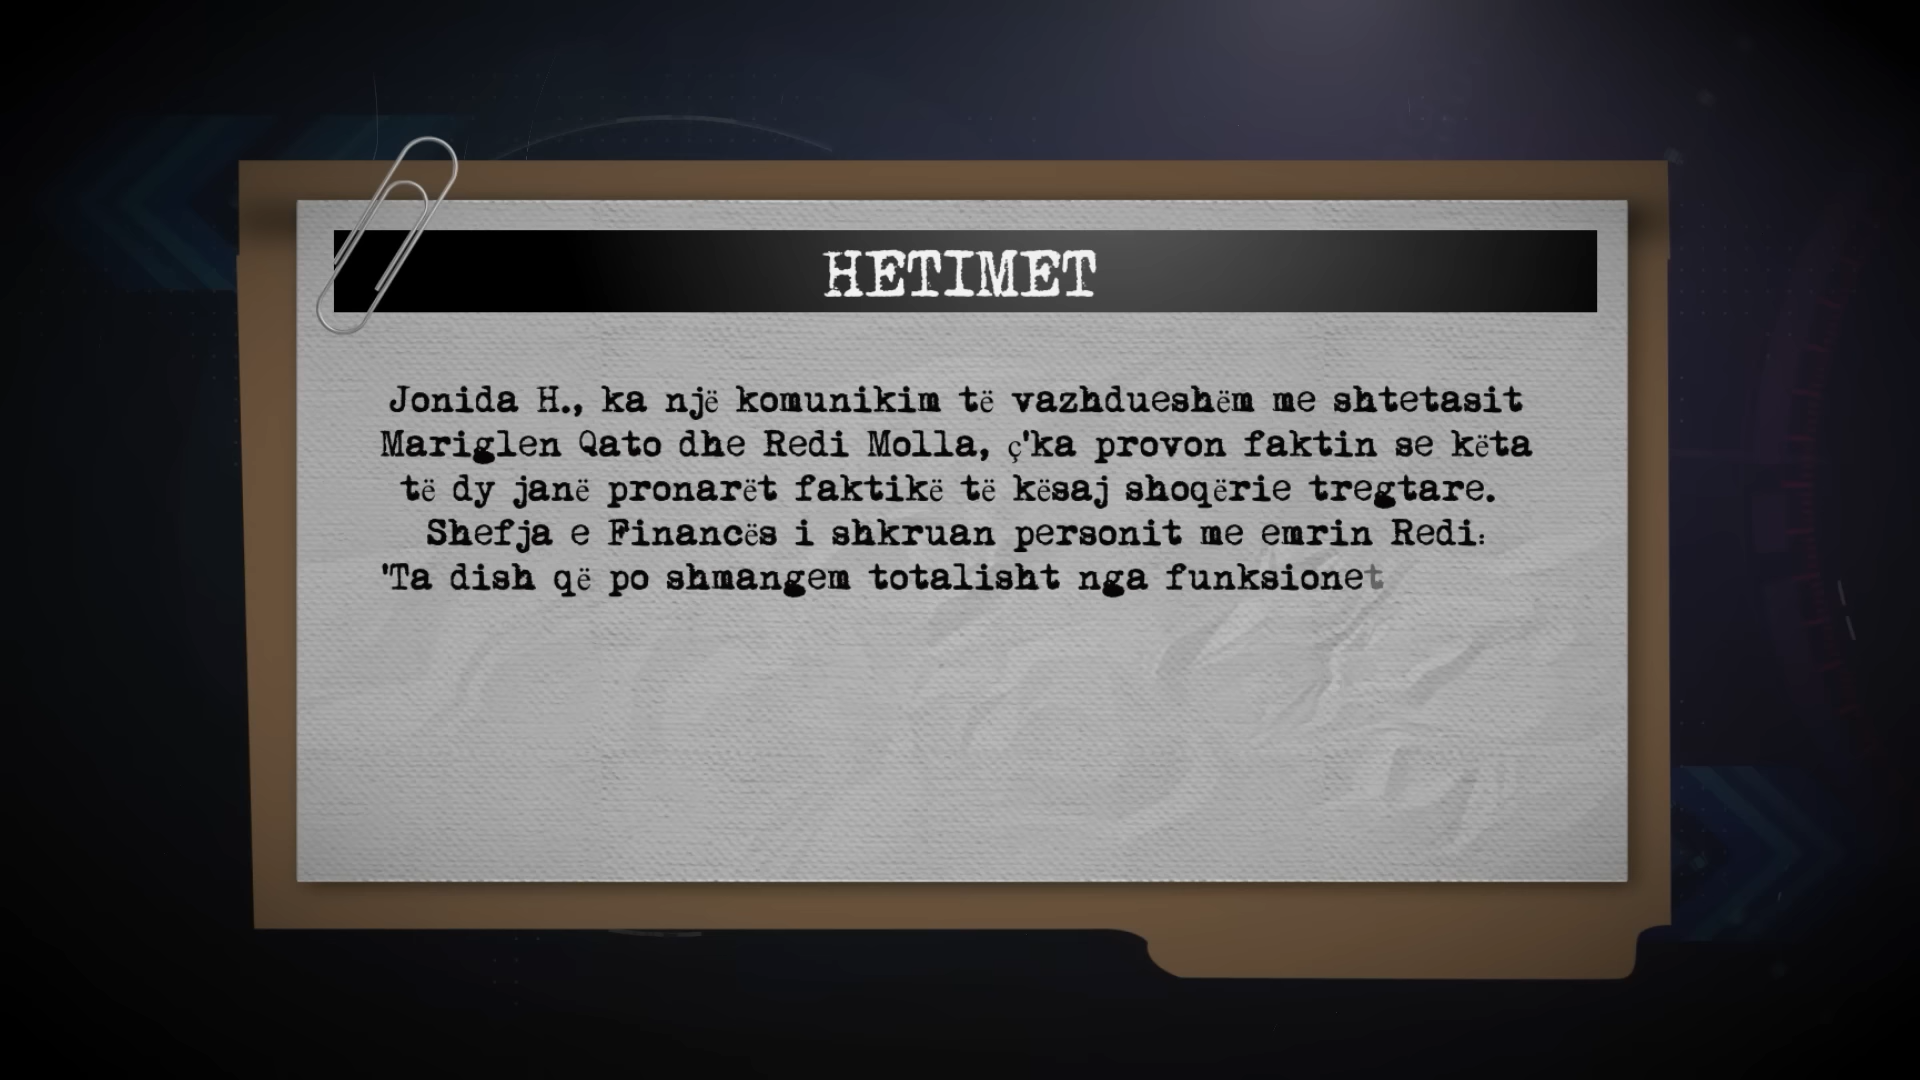 HETIMET
Jonida H., ka një komunikim të vazhdueshëm me shtetasit
Mariglen Qato dhe Redi Molla, ç'ka provon faktin se këta
të dy janë pronarët faktikë të kësaj shoqërie tregtare.
Shefja e Financës i shkruan personit me emrin Redi:
'Ta dish që po shmangem totalisht nga funksionet